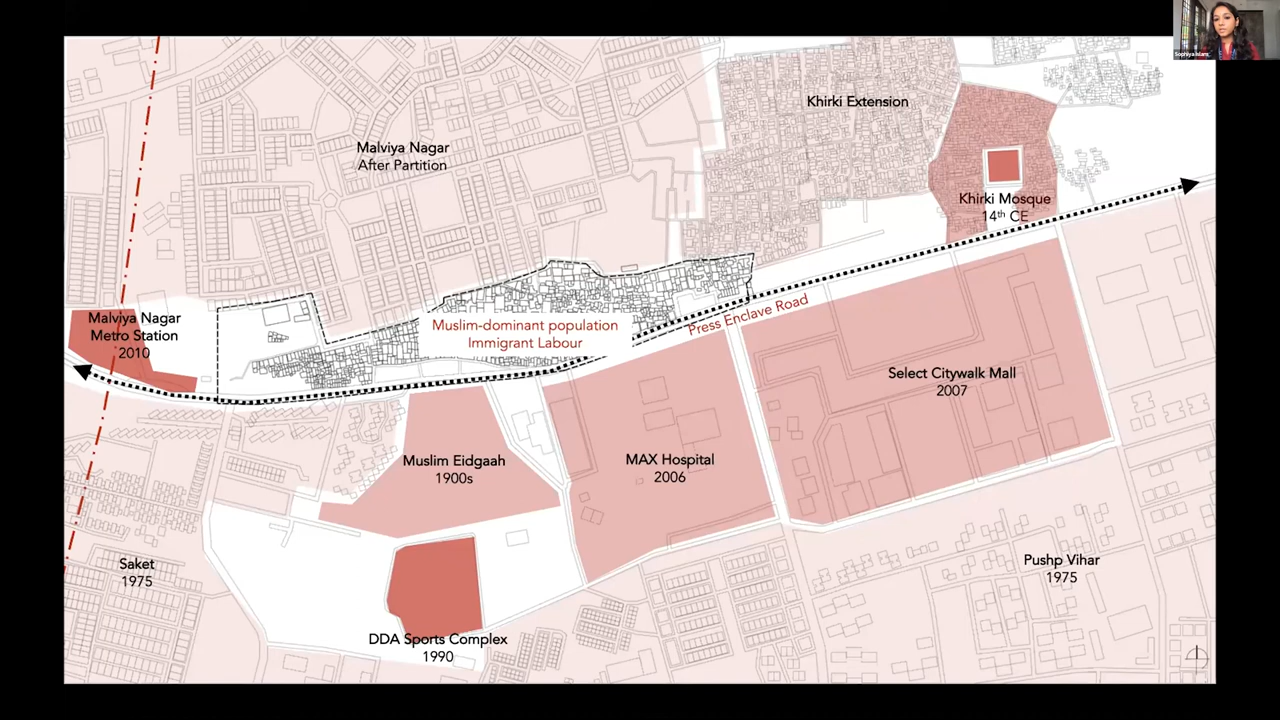 Sophiya Islam
Khirki Extension
Malviya Nagar
After Partition
Khirki Mosque
14th CE
Press Enclave Road
Malviya Nagar
Metro Station
2010
Muslim-dominant population
Immigrant Labour
Select Citywalk Mall
2007
Muslim Eidgaah
1900s
MAX Hospital
2006
Saket
1975
Pushp Vihar
1975
DDA Sports Complex
1990